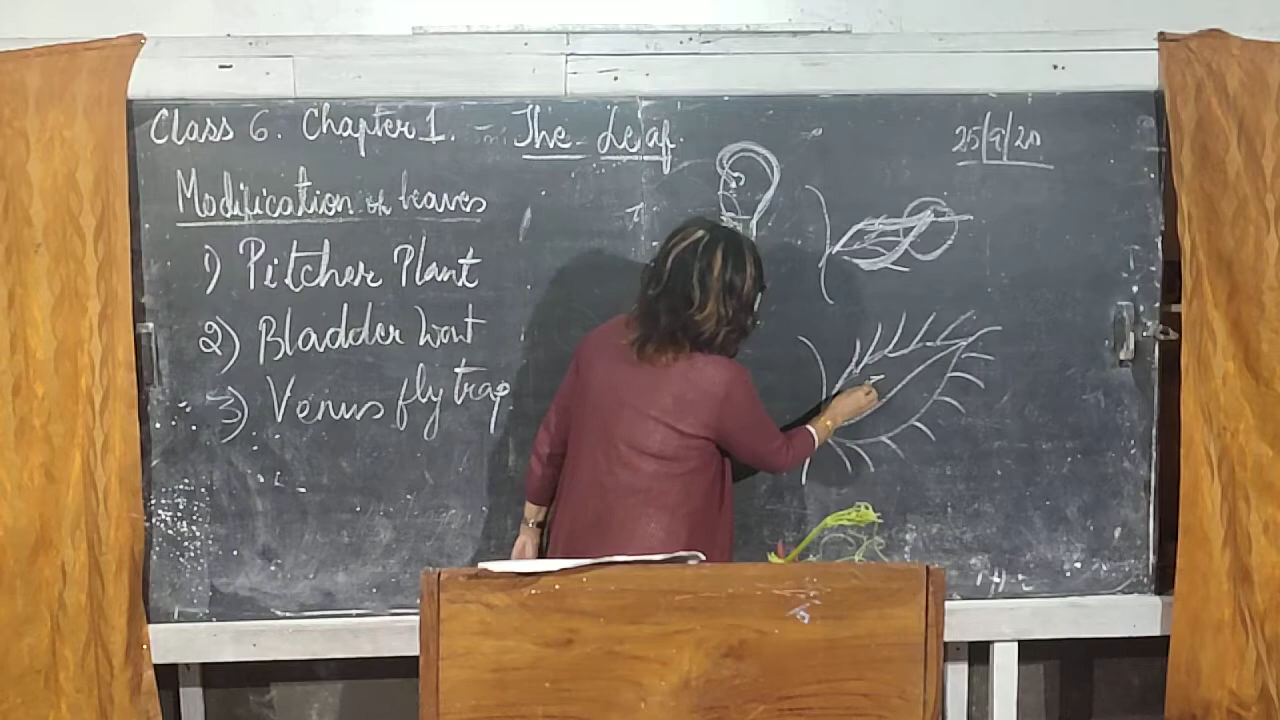 Class 6. Chapter 1. The Leaf. 25/9/20
Modification of leaves
1) Pitcher Plant
2) Bladder Wort
3) Venus fly trap